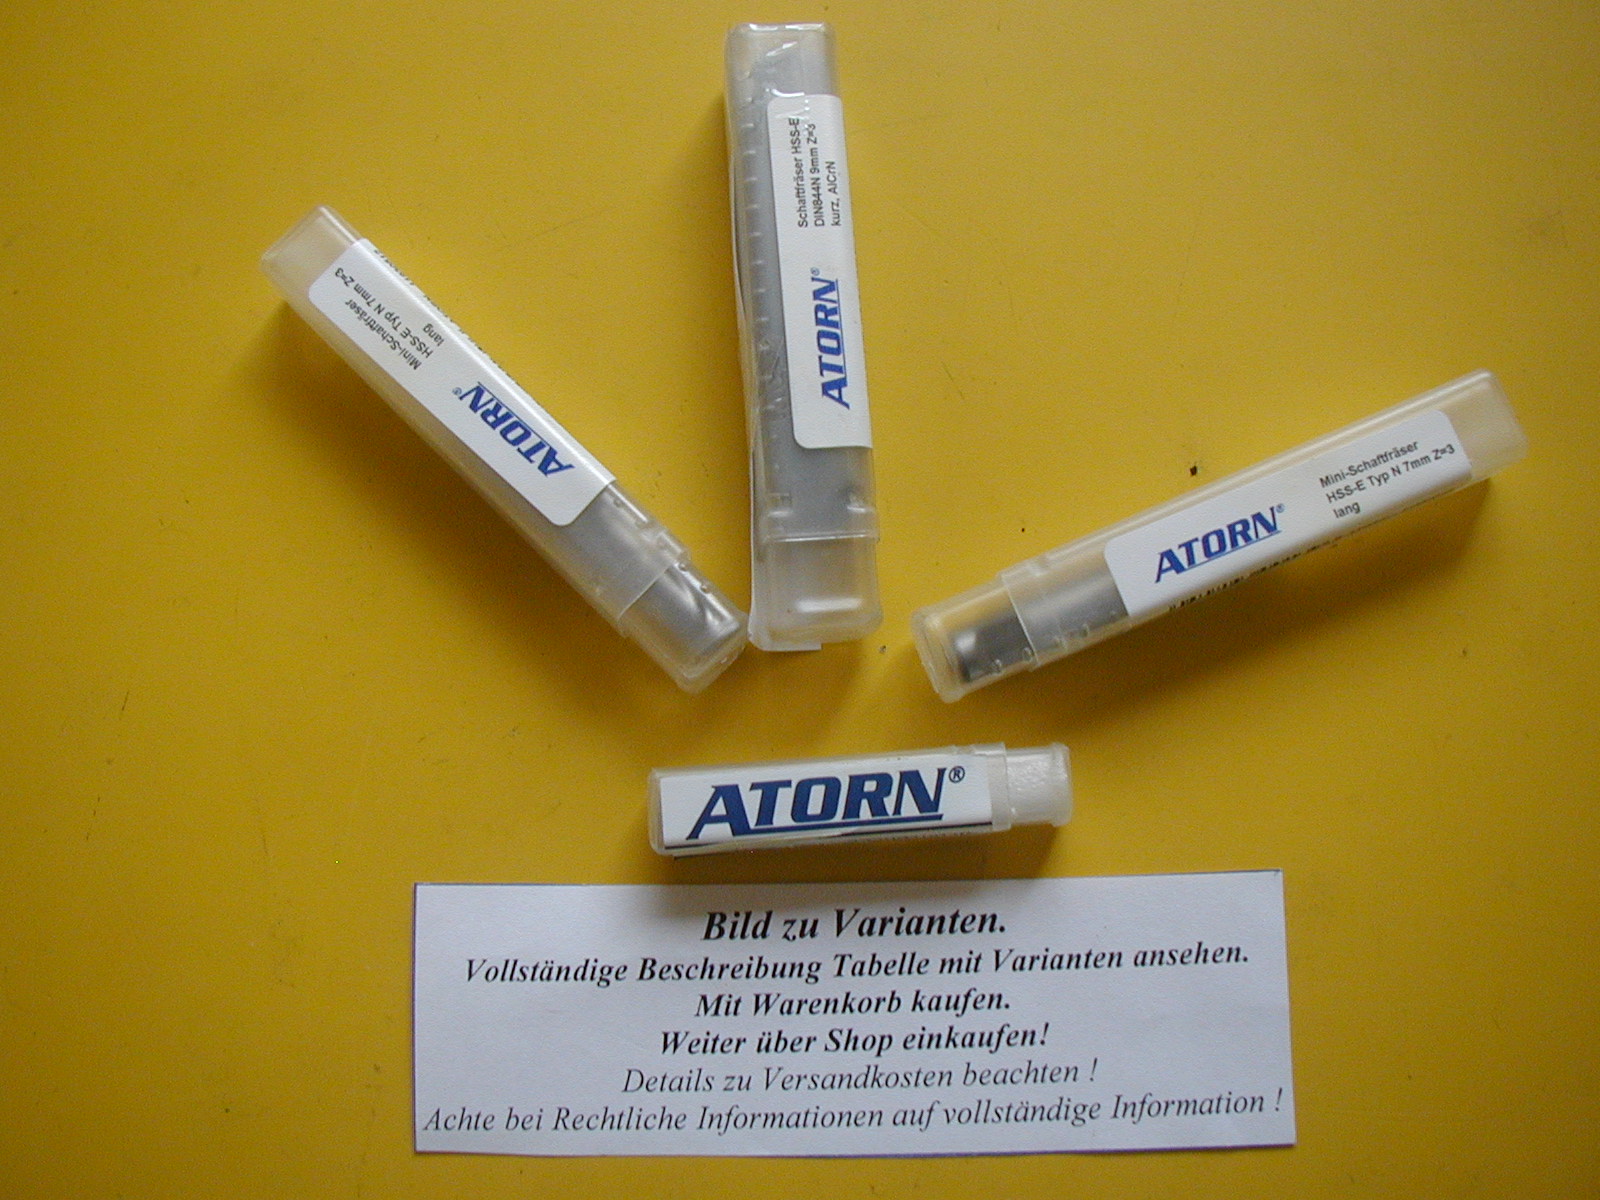 Schaftfräser HSS-E
DIN844N 9mm Z=3
kurz, AlCrN
ATORN®
Mini-Schaftfräser
HSS-E Typ N 7mm Z=3
lang
ATORN®
Mini-Schaftfräser
HSS-E Typ N 7mm Z=3
lang
ATORN®
ATORN®
Bild zu Varianten.
Vollständige Beschreibung Tabelle mit Varianten ansehen.
Mit Warenkorb kaufen.
Weiter über Shop einkaufen!
Details zu Versandkosten beachten !
Achte bei Rechtliche Informationen auf vollständige Information !